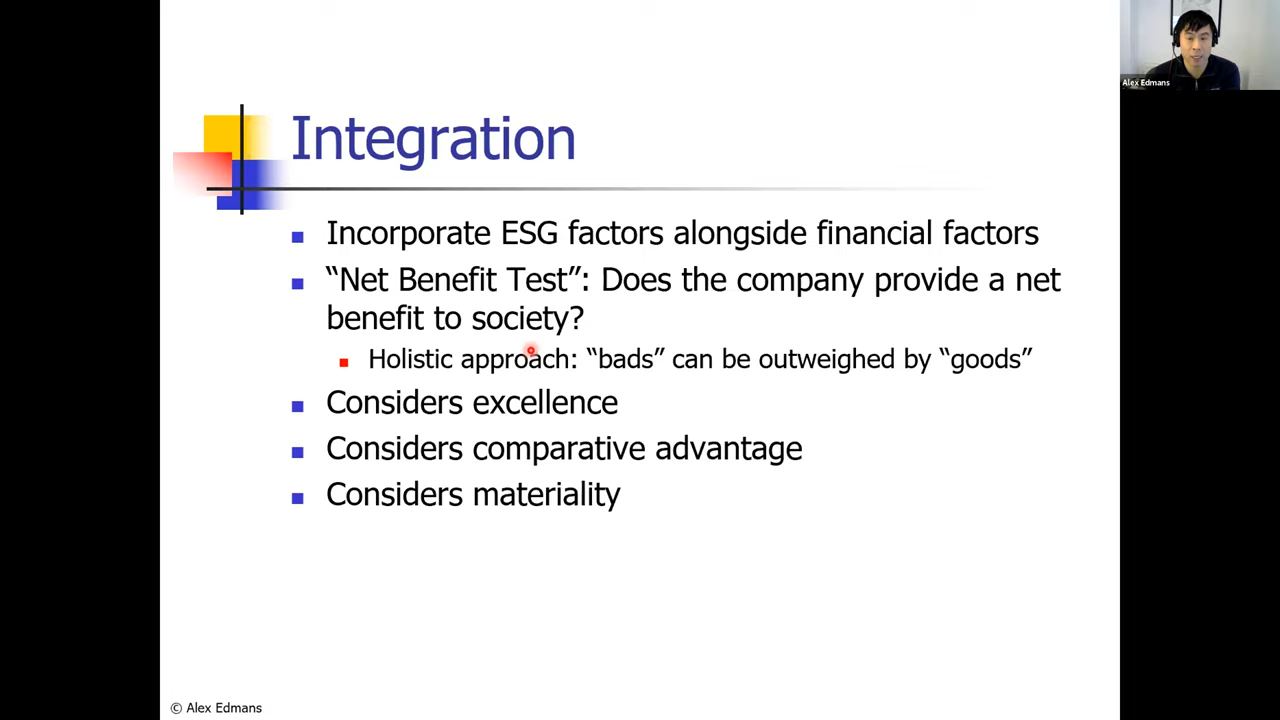 Alex Edmans
Integration
Incorporate ESG factors alongside financial factors
“Net Benefit Test”: Does the company provide a net
benefit to society?
Holistic approach: “bads” can be outweighed by “goods”
Considers excellence
Considers comparative advantage
Considers materiality
© Alex Edmans